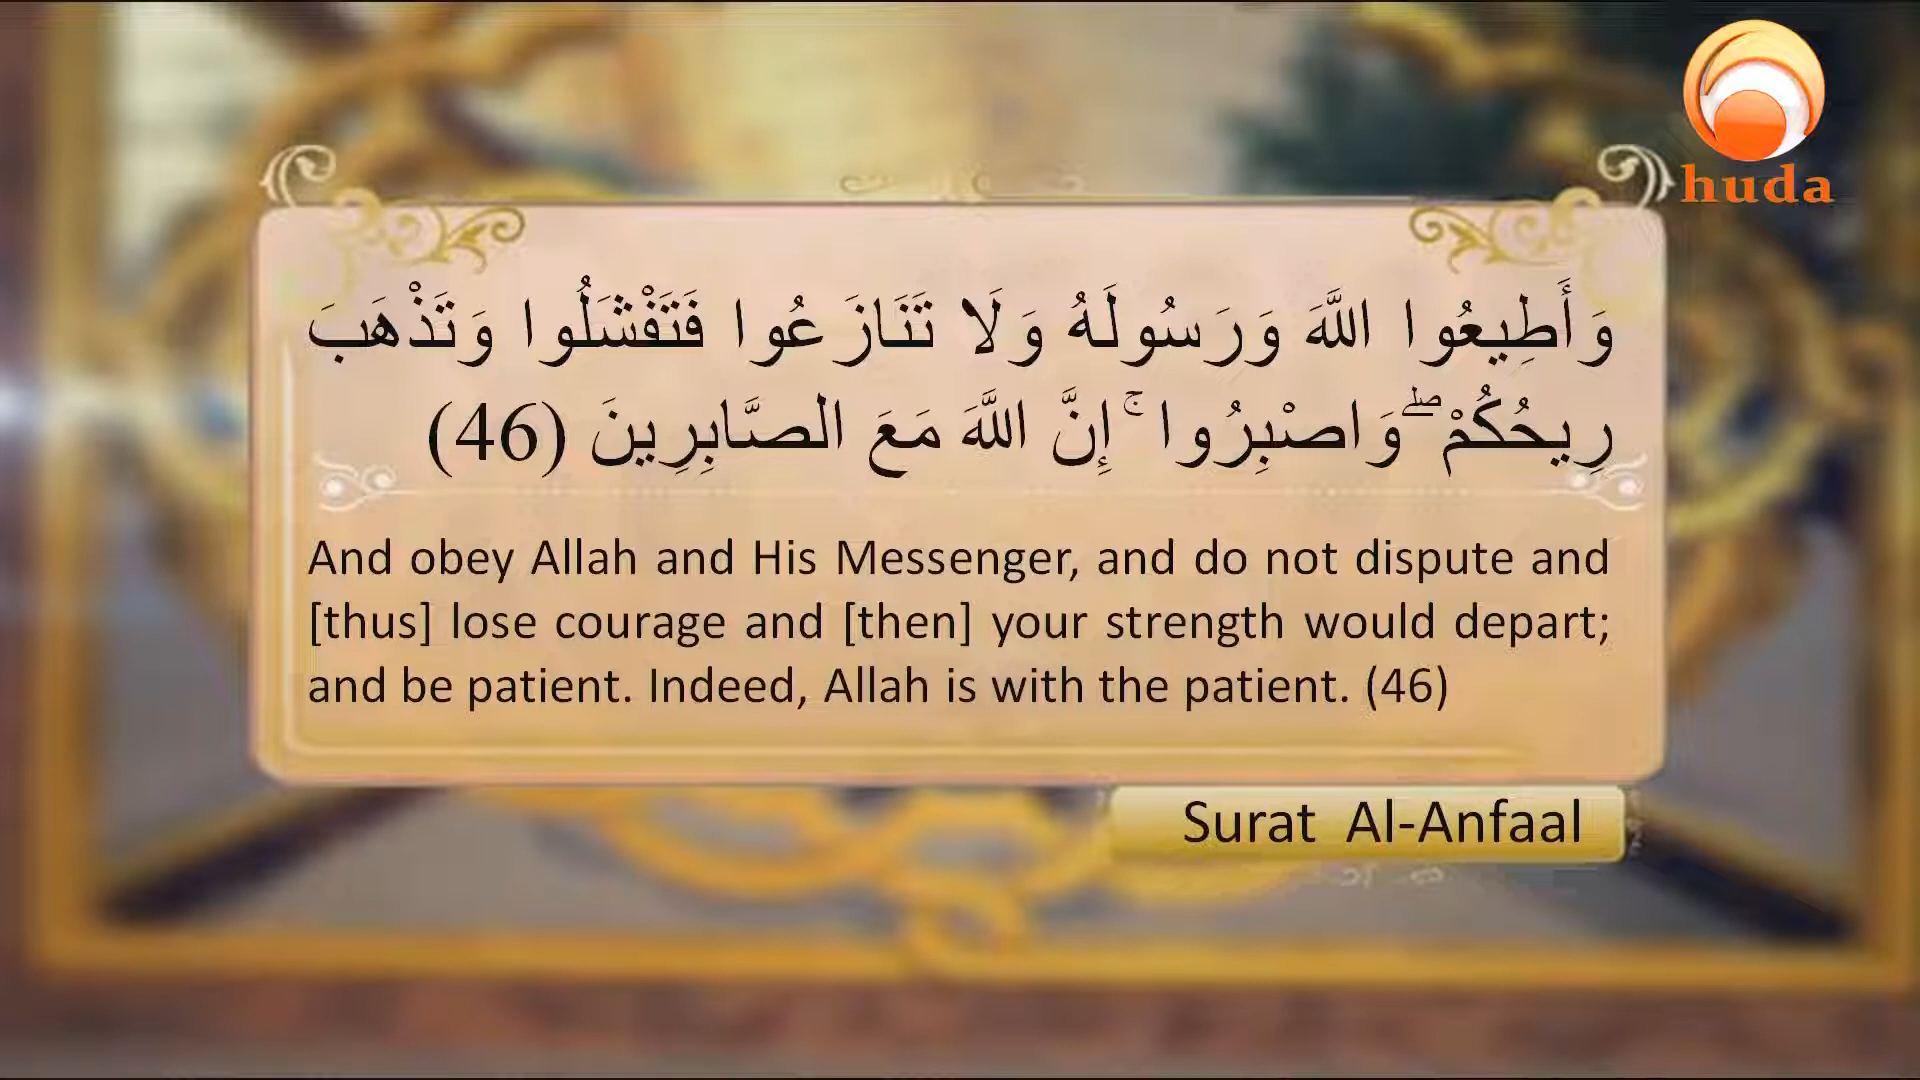 huda
وَأَطِيعُوا اللَّهَ وَرَسُولَهُ وَلَا تَنَازَعُوا فَتَفْشَلُوا وَتَذْهَبَ
رِيحُكُمْ ۖ وَاصْبِرُوا ۚ إِنَّ اللَّهَ مَعَ الصَّابِرِينَ (46)
And obey Allah and His Messenger, and do not dispute and
[thus] lose courage and [then] your strength would depart;
and be patient. Indeed, Allah is with the patient. (46)
Surat Al-Anfaal